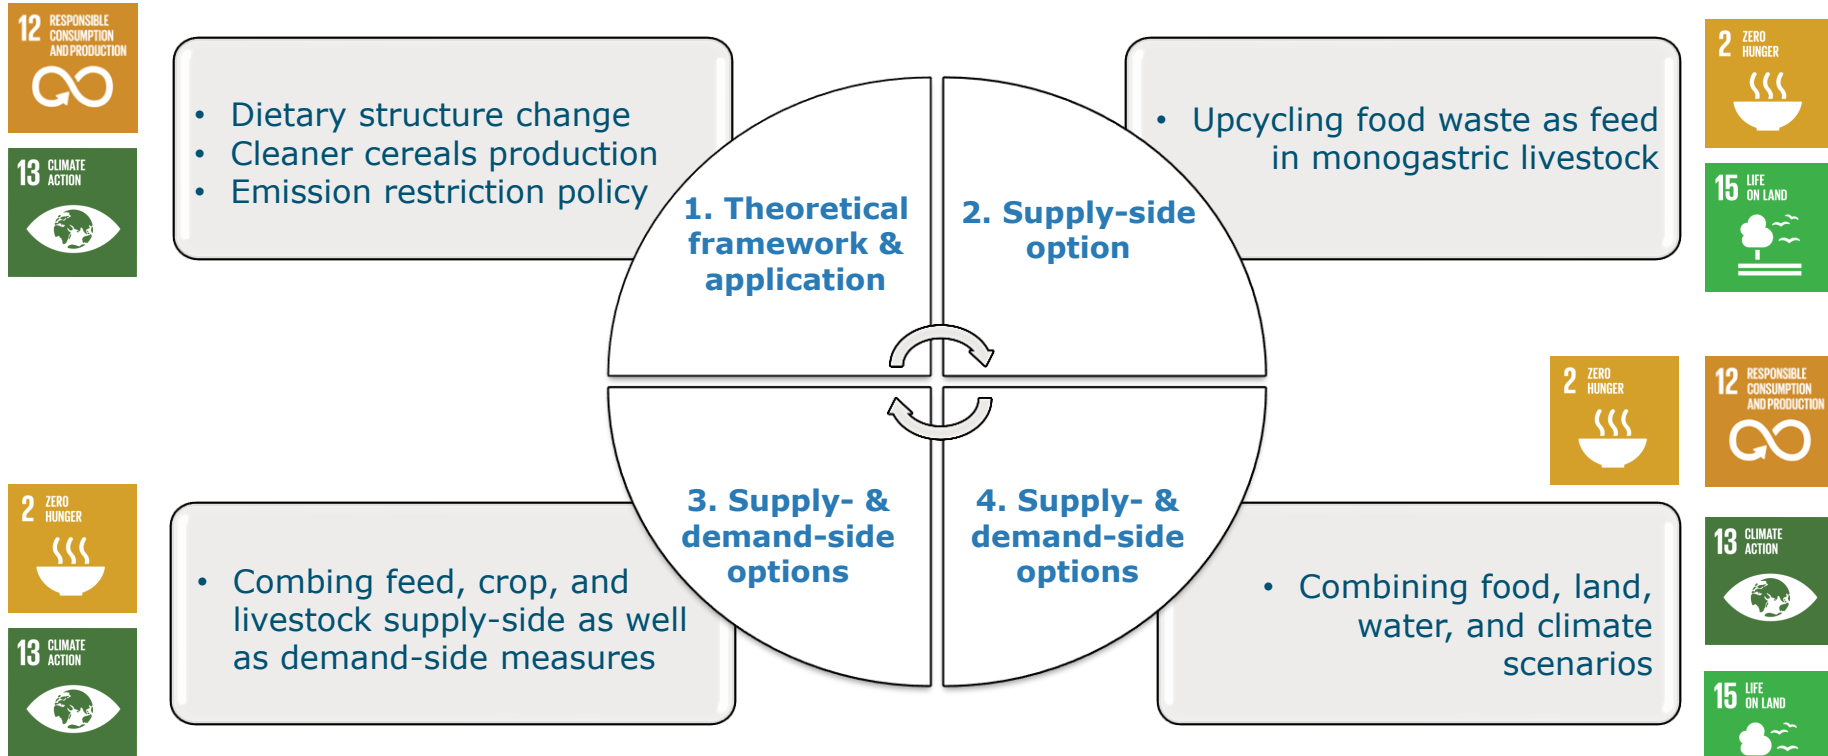 12 RESPONSIBLE
CONSUMPTION
AND PRODUCTION
13 CLIMATE
ACTION
• Dietary structure change
• Cleaner cereals production
• Emission restriction policy
1. Theoretical
framework &
application
2. Supply-side
option
• Upcycling food waste as feed
in monogastric livestock
2 ZERO
HUNGER
15 LIFE
ON LAND
2 ZERO
HUNGER
13 CLIMATE
ACTION
• Combing feed, crop, and
livestock supply-side as well
as demand-side measures
3. Supply- &
demand-side
options
4. Supply- &
demand-side
options
• Combining food, land,
water, and climate
scenarios
2 ZERO
HUNGER
12 RESPONSIBLE
CONSUMPTION
AND PRODUCTION
13 CLIMATE
ACTION
15 LIFE
ON LAND